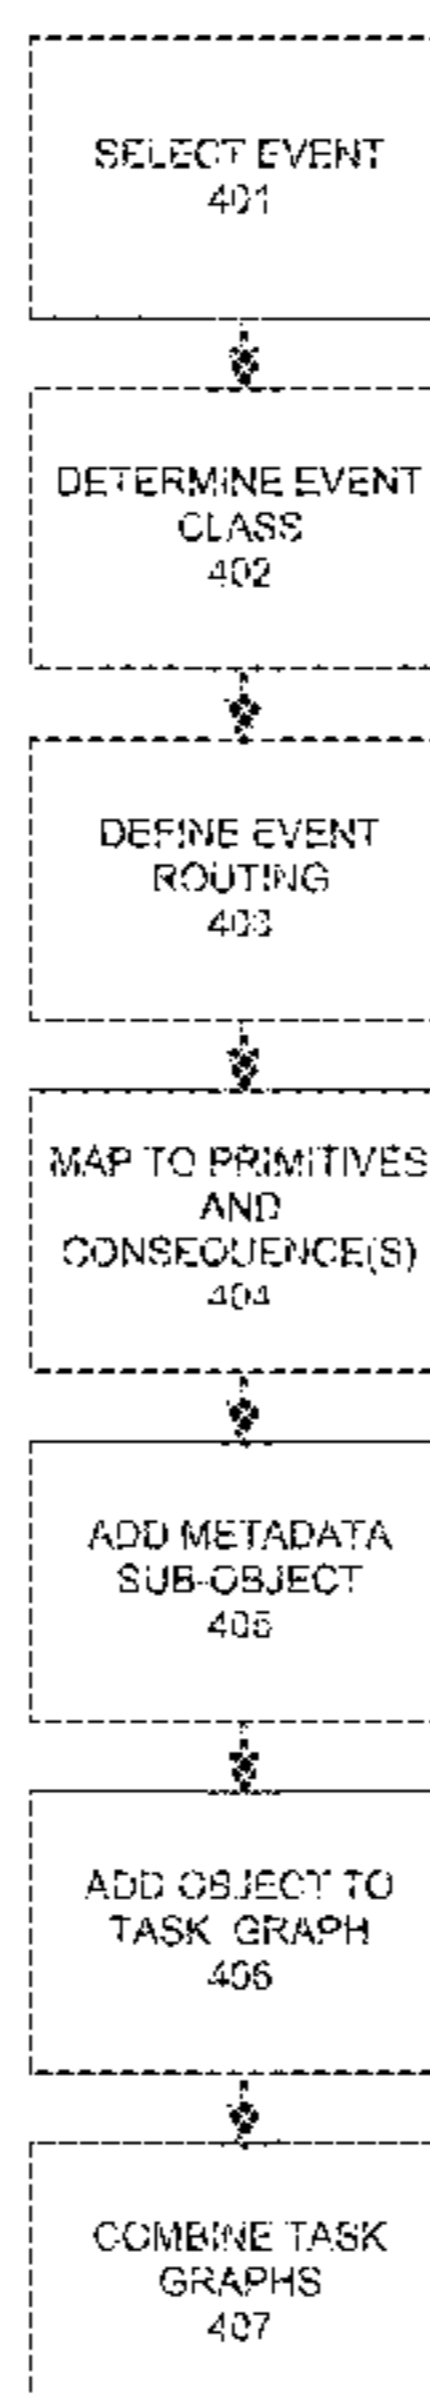 SELECT EVENT
401
DETERMINE EVENT
CLASS
402
DEFINE EVENT
ROUTING
403
MAP TO PRIMITIVES
AND
CONSEQUENCE(S)
404
ADD METADATA
SUB-OBJECT
405
ADD OBJECT TO
TASK GRAPH
406
COMBINE TASK
GRAPHS
407